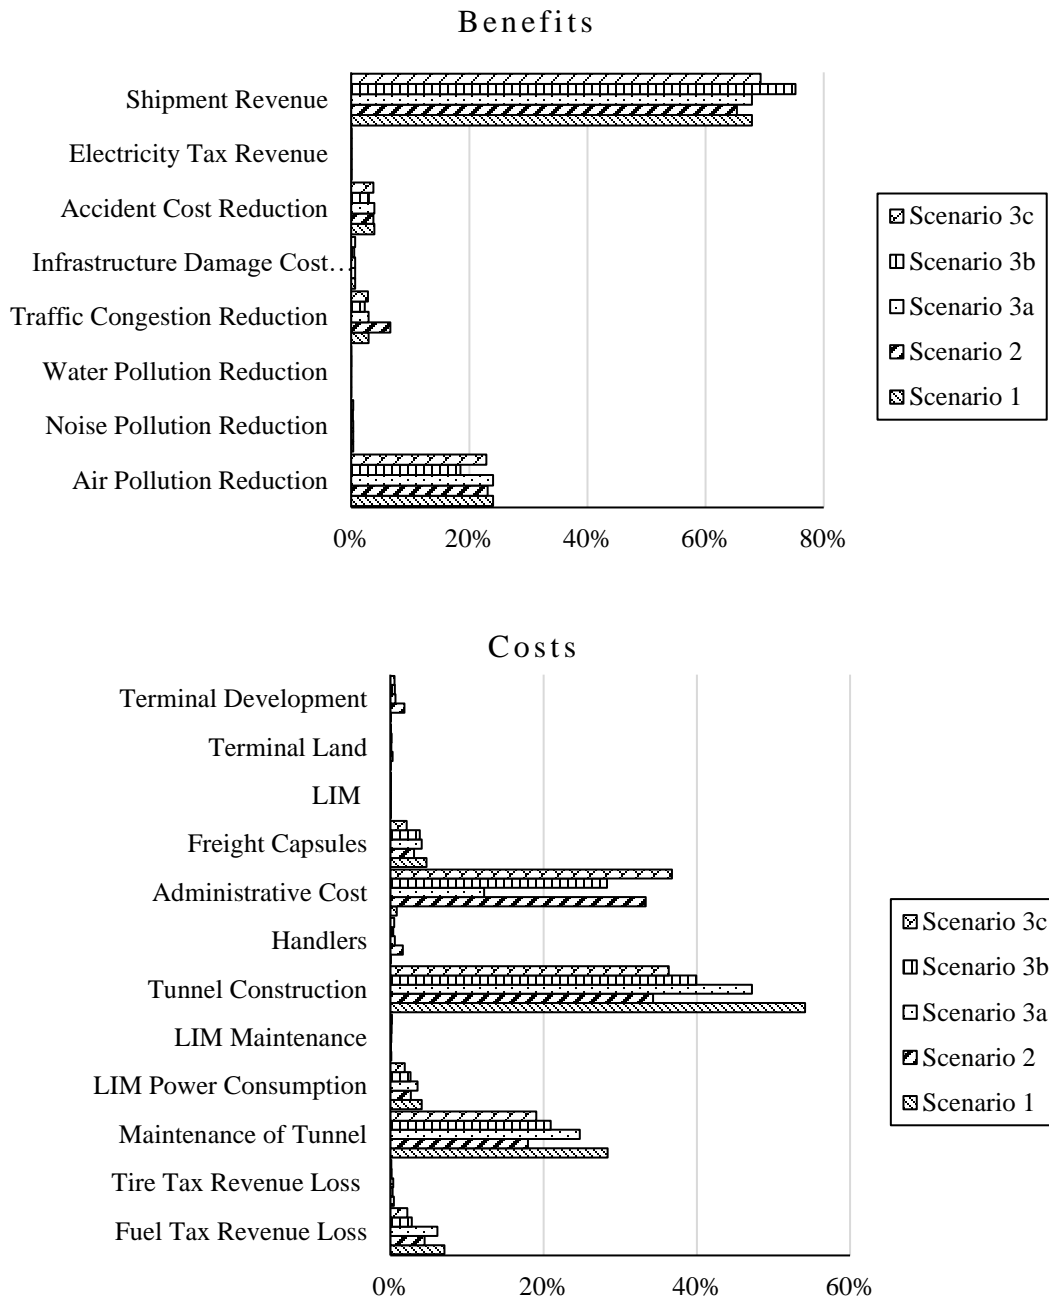 Benefits
Shipment Revenue
Electricity Tax Revenue
Accident Cost Reduction
Infrastructure Damage Cost…
Traffic Congestion Reduction
Water Pollution Reduction
Noise Pollution Reduction
Air Pollution Reduction
0% 20% 40% 60% 80%
Scenario 3c
Scenario 3b
Scenario 3a
Scenario 2
Scenario 1
Costs
Terminal Development
Terminal Land
LIM
Freight Capsules
Administrative Cost
Handlers
Tunnel Construction
LIM Maintenance
LIM Power Consumption
Maintenance of Tunnel
Tire Tax Revenue Loss
Fuel Tax Revenue Loss
0% 20% 40% 60%
Scenario 3c
Scenario 3b
Scenario 3a
Scenario 2
Scenario 1